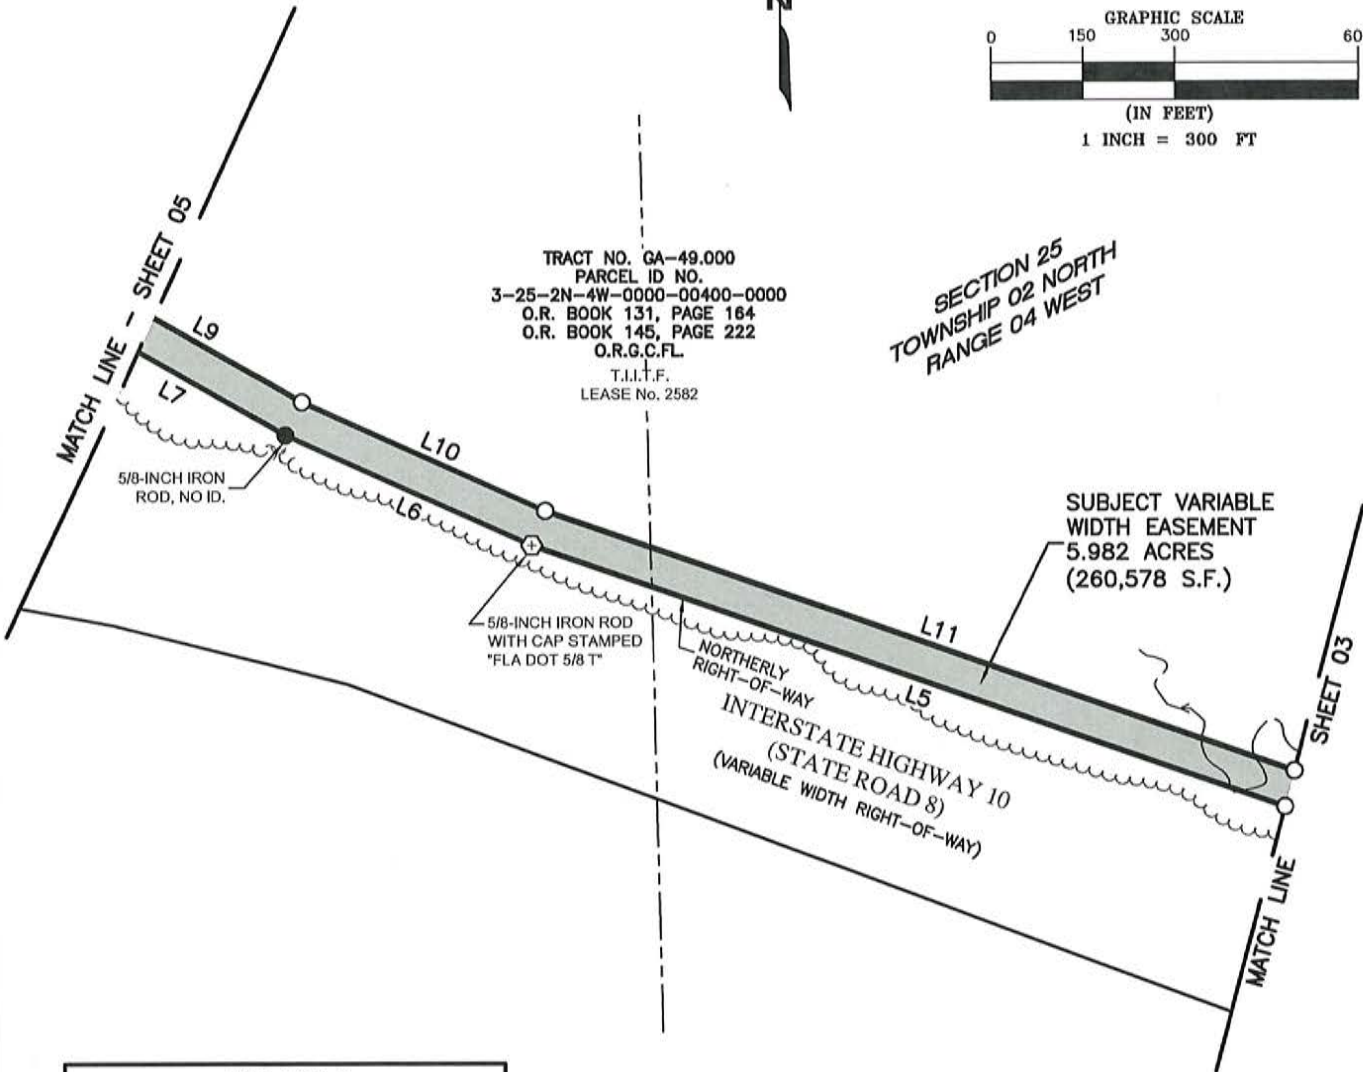 N
GRAPHIC SCALE
0 150 300 60
(IN FEET)
1 INCH = 300 FT
MATCH LINE - SHEET 05
TRACT NO. GA-49.000
PARCEL ID NO.
3-25-2N-4W-0000-00400-0000
O.R. BOOK 131, PAGE 164
O.R. BOOK 145, PAGE 222
O.R.G.C.FL.
T.I.I.T.F.
LEASE No. 2582
SECTION 25
TOWNSHIP 02 NORTH
RANGE 04 WEST
L9
L7
L10
L6
5/8-INCH IRON
ROD, NO ID.
SUBJECT VARIABLE
WIDTH EASEMENT
5.982 ACRES
(260,578 S.F.)
5/8-INCH IRON ROD
WITH CAP STAMPED
"FLA DOT 5/8 T"
L11
L5
NORTHERLY
RIGHT-OF-WAY
INTERSTATE HIGHWAY 10
(STATE ROAD 8)
(VARIABLE WIDTH RIGHT-OF-WAY)
MATCH LINE SHEET 03